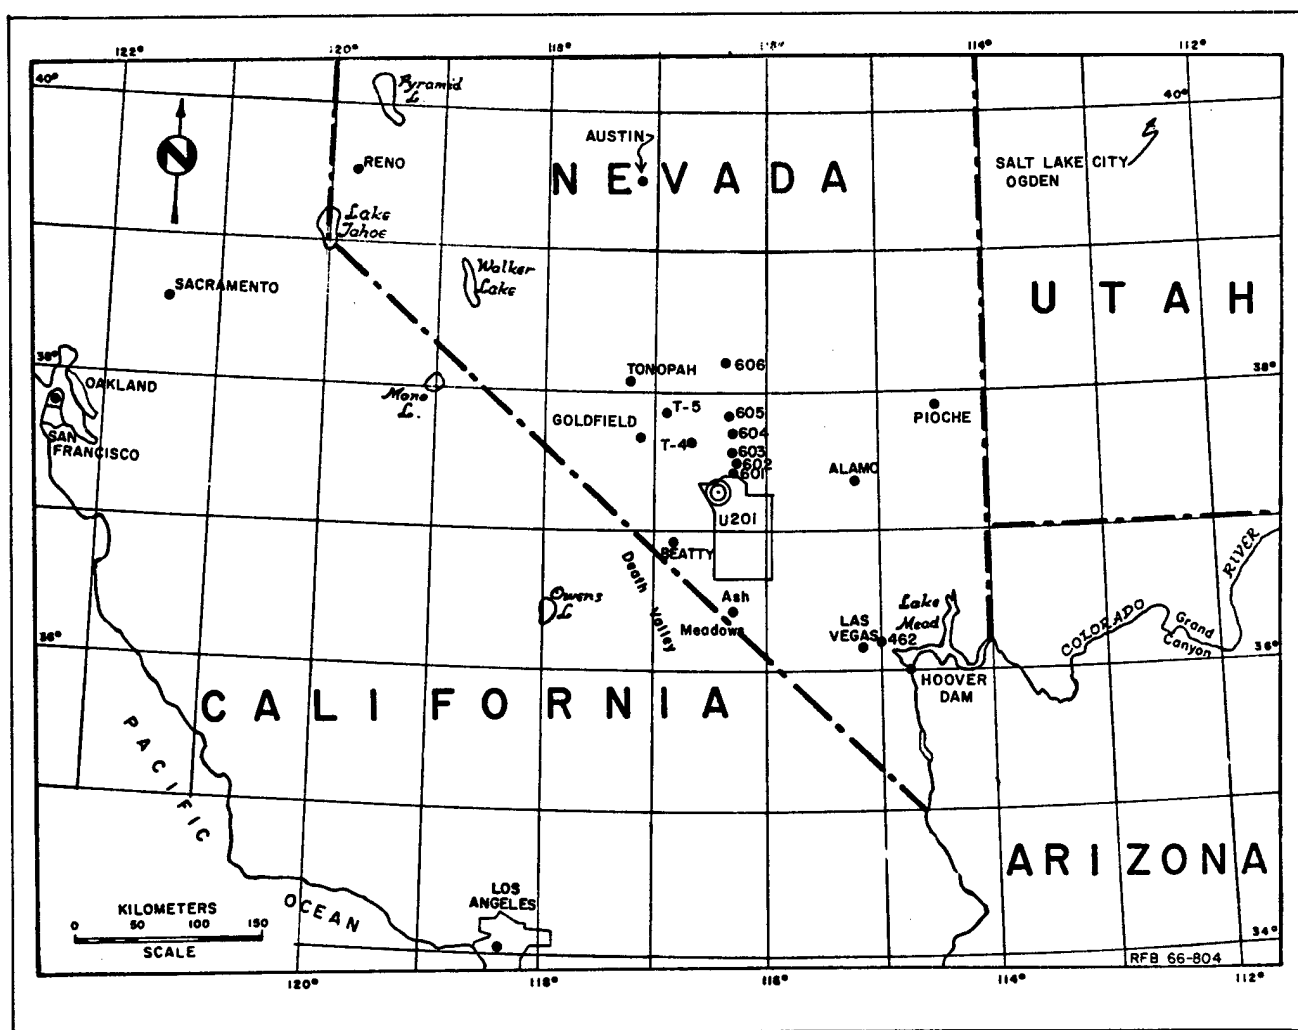 122° 120° 118° 118° 114° 112°
40°
Pyramid
L.
40°
AUSTIN
N
RENO
NEVADA
SALT LAKE CITY
OGDEN
Lake
Tahoe
SACRAMENTO
Walker
Lake
UTAH
38°
OAKLAND
Mono
L.
TONOPAH
606
38°
SAN
FRANCISCO
GOLDFIELD
T-5
605
PIOCHE
T-4
604
603
602
601
ALAMO
U201
BEATTY
Death Valley
Owens
L
Ash
Meadows
LAS
VEGAS
462
Lake
Mead
HOOVER
DAM
COLORADO RIVER
Grand
Canyon
36°
36°
CALIFORNIA
PACIFIC
OCEAN
ARIZONA
LOS
ANGELES
KILOMETERS
0 50 100 150
SCALE
34°
RFB 66-804
120° 118° 116° 114° 112°